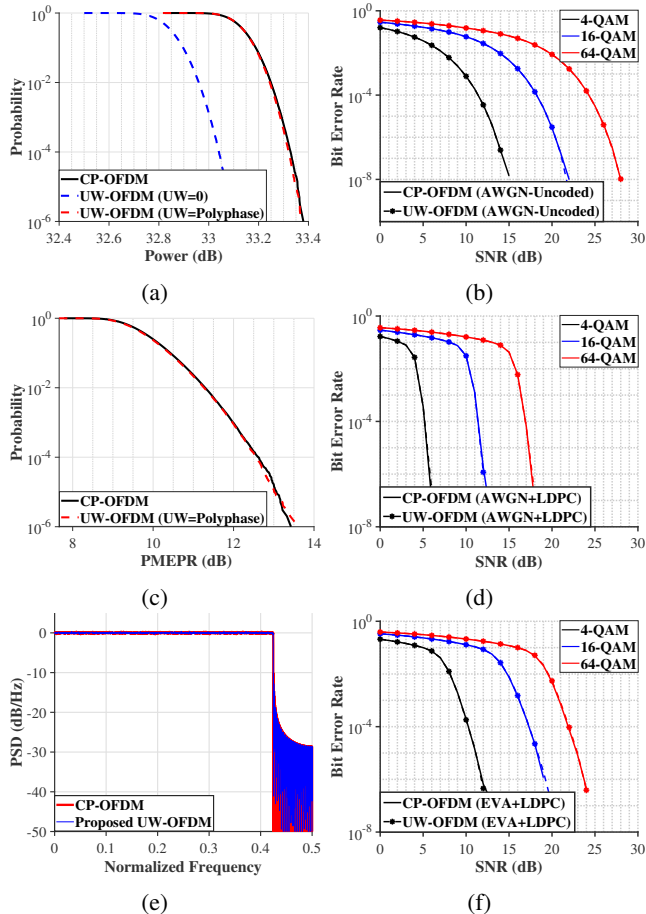 10^0
10^-2
10^-4
10^-6
Probability
CP-OFDM
UW-OFDM (UW=0)
UW-OFDM (UW=Polyphase)
32.4 32.6 32.8 33 33.2 33.4
Power (dB)
(a)
10^0
10^-4
10^-8
Bit Error Rate
4-QAM
16-QAM
64-QAM
CP-OFDM (AWGN-Uncoded)
UW-OFDM (AWGN-Uncoded)
0 5 10 15 20 25 30
SNR (dB)
(b)
10^0
10^-2
10^-4
10^-6
Probability
CP-OFDM
UW-OFDM (UW=Polyphase)
8 10 12 14
PMEPR (dB)
(c)
10^0
10^-4
10^-8
Bit Error Rate
4-QAM
16-QAM
64-QAM
CP-OFDM (AWGN+LDPC)
UW-OFDM (AWGN+LDPC)
0 5 10 15 20 25 30
SNR (dB)
(d)
0
-10
-20
-30
-40
-50
PSD (dB/Hz)
CP-OFDM
Proposed UW-OFDM
0 0.1 0.2 0.3 0.4 0.5
Normalized Frequency
(e)
10^0
10^-4
10^-8
Bit Error Rate
4-QAM
16-QAM
64-QAM
CP-OFDM (EVA+LDPC)
UW-OFDM (EVA+LDPC)
0 5 10 15 20 25 30
SNR (dB)
(f)